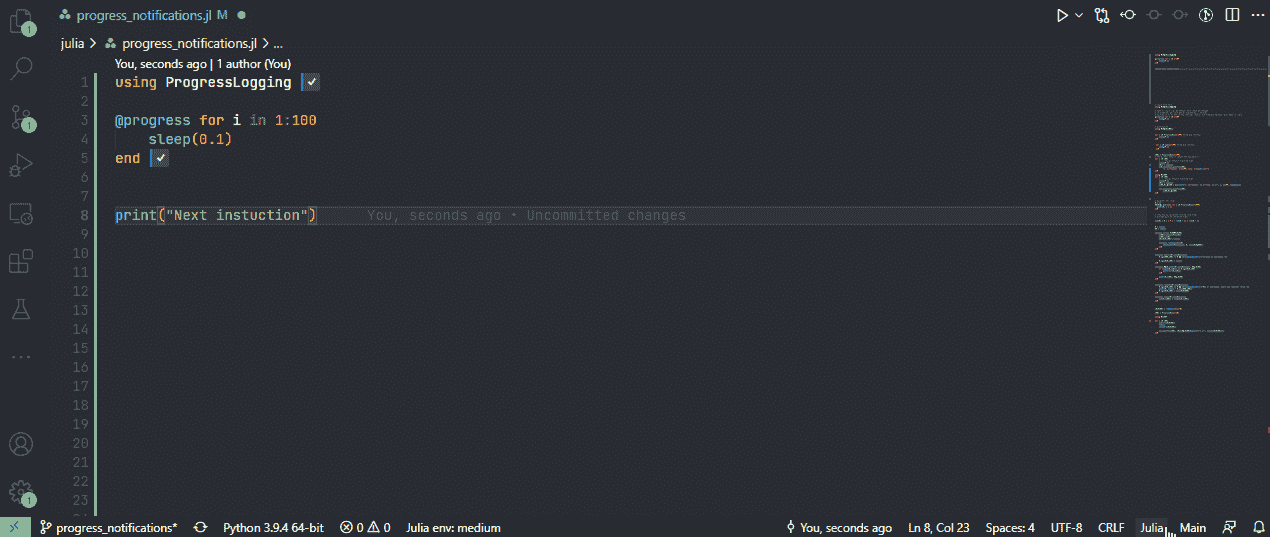 progress_notifications.jl M
julia > progress_notifications.jl > ...
You, seconds ago | 1 author (You)
1 using ProgressLogging ✓
2
3 @progress for i in 1:100
4 sleep(0.1)
5 end ✓
6
7
8 print("Next instuction") You, seconds ago • Uncommitted changes
9
10
11
12
13
14
15
16
17
18
19
20
21
22
23
1
1
1
progress_notifications* Python 3.9.4 64-bit 0 0 Julia env: medium You, seconds ago Ln 8, Col 23 Spaces: 4 UTF-8 CRLF Julia Main